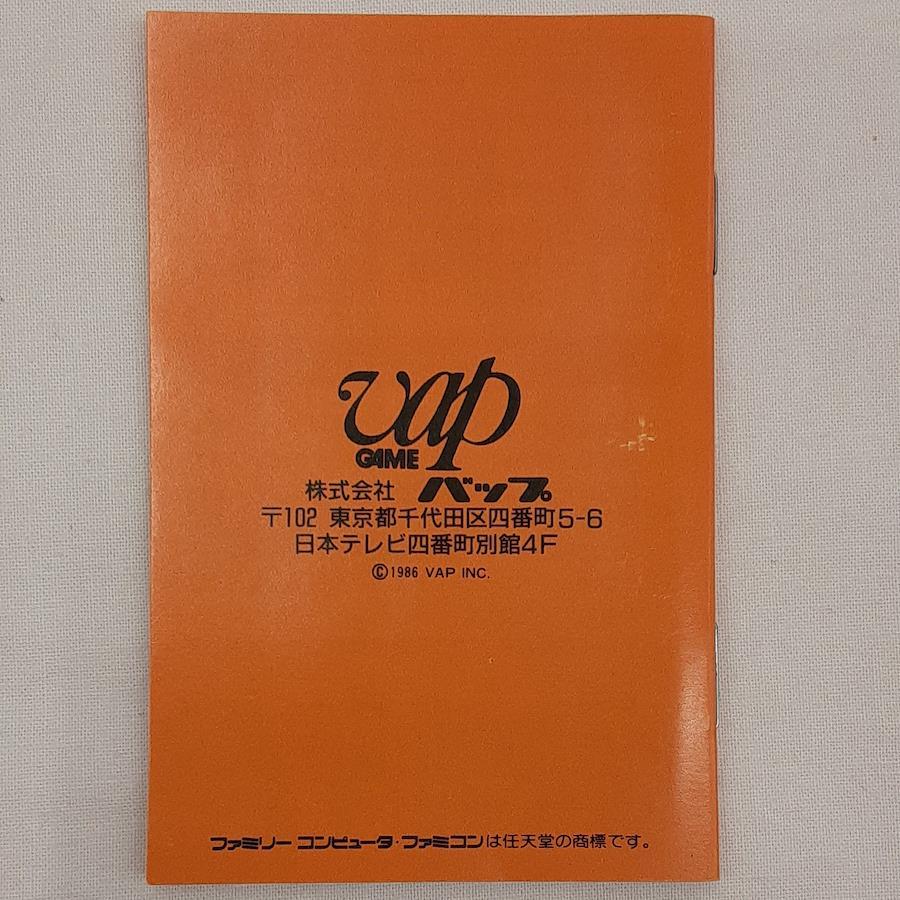 vap
GAME
株式会社 バップ
〒102 東京都千代田区四番町5-6
日本テレビ四番町別館4F
©1986 VAP INC.
ファミリーコンピュータ・ファミコンは任天堂の商標です。